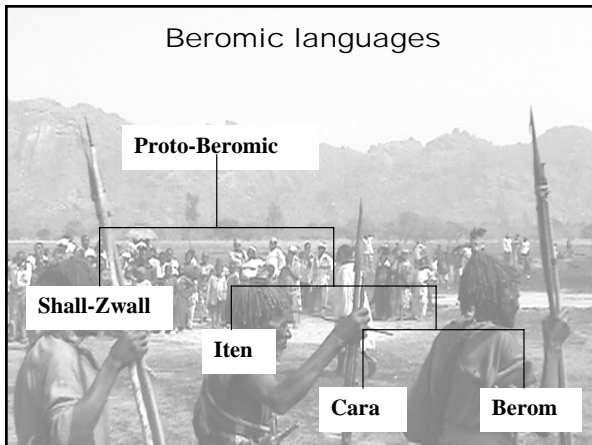 Beromic languages
Proto-Beromic
Shall-Zwall
Iten
Cara
Berom